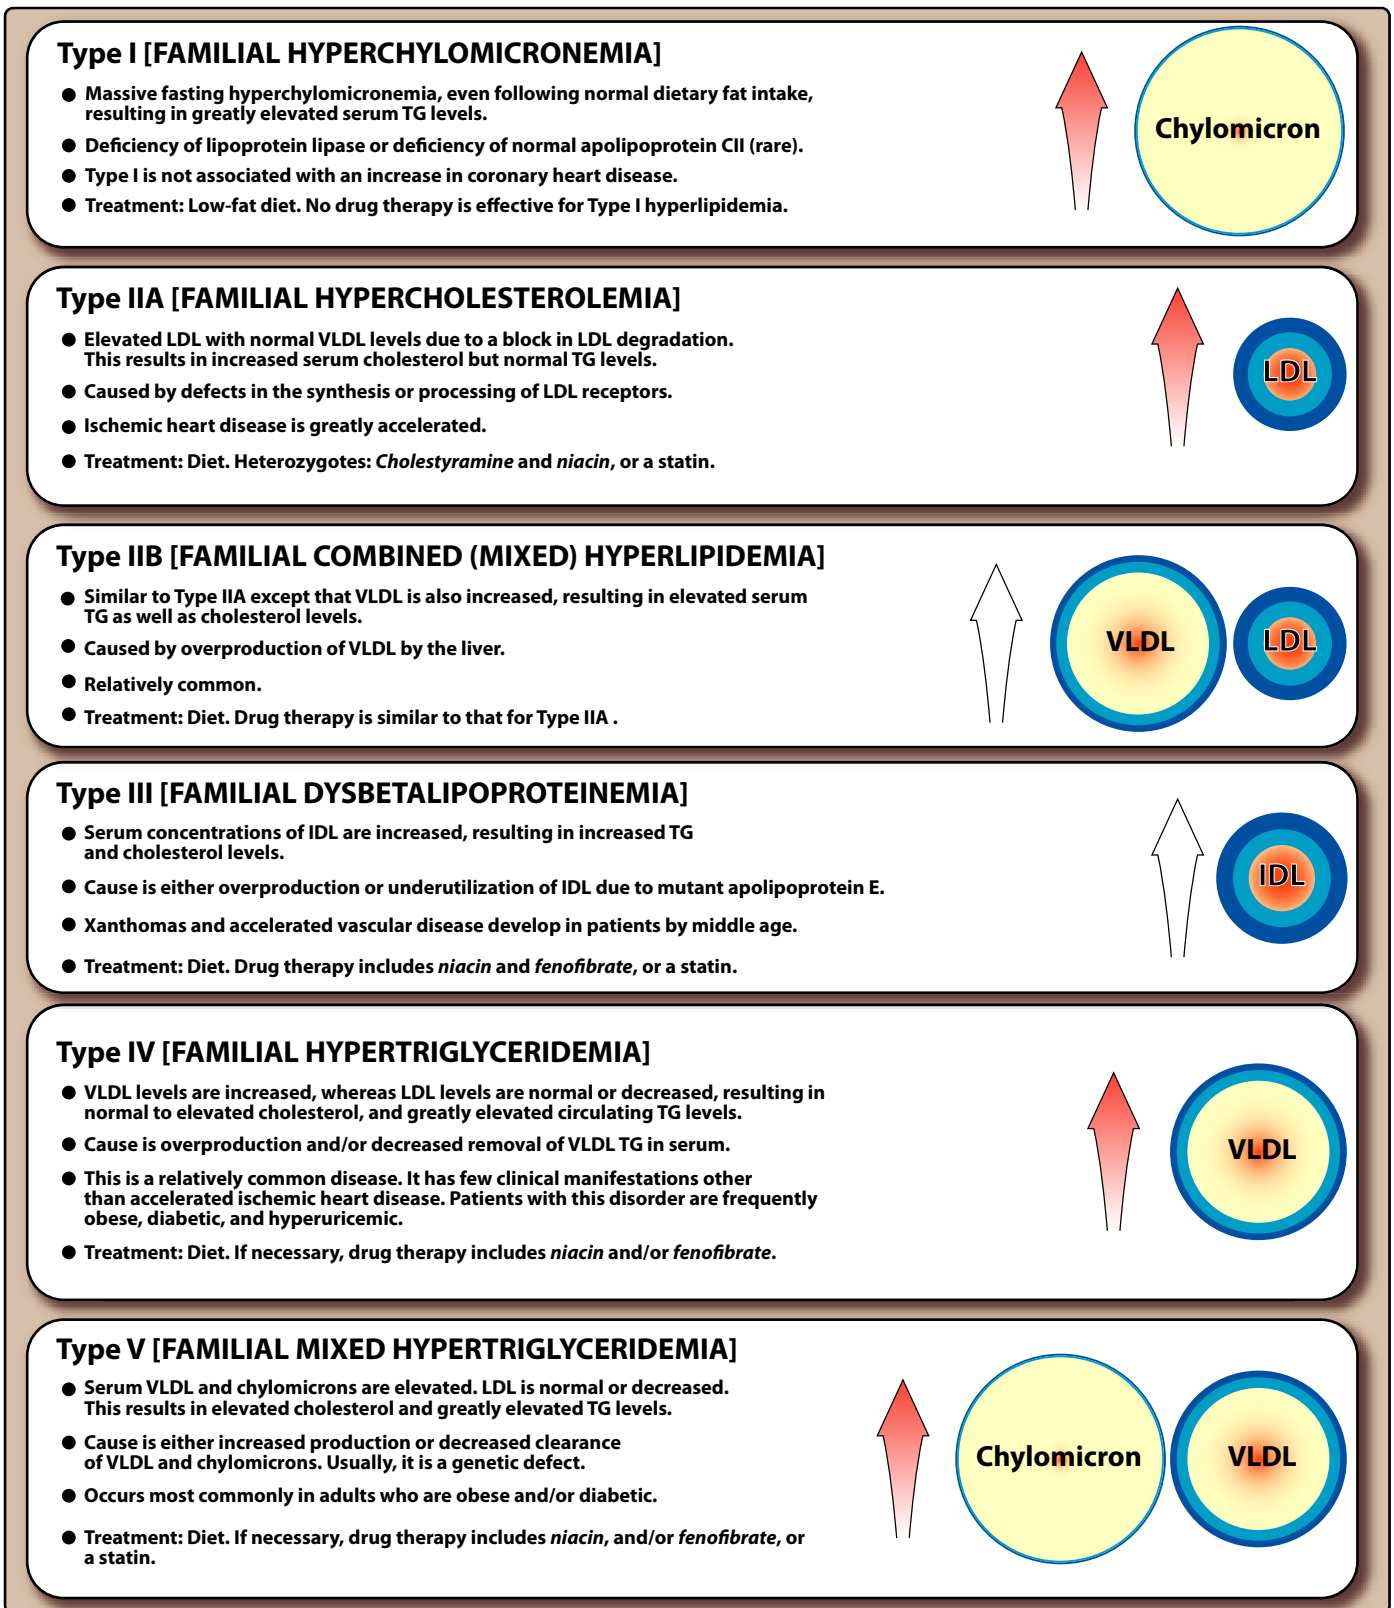 Type I [FAMILIAL HYPERCHYLOMICRONEMIA]
● Massive fasting hyperchylomicronemia, even following normal dietary fat intake,
resulting in greatly elevated serum TG levels.
● Deficiency of lipoprotein lipase or deficiency of normal apolipoprotein CII (rare).
● Type I is not associated with an increase in coronary heart disease.
● Treatment: Low-fat diet. No drug therapy is effective for Type I hyperlipidemia.
Chylomicron
Type IIA [FAMILIAL HYPERCHOLESTEROLEMIA]
● Elevated LDL with normal VLDL levels due to a block in LDL degradation.
This results in increased serum cholesterol but normal TG levels.
● Caused by defects in the synthesis or processing of LDL receptors.
● Ischemic heart disease is greatly accelerated.
● Treatment: Diet. Heterozygotes: Cholestyramine and niacin, or a statin.
LDL
Type IIB [FAMILIAL COMBINED (MIXED) HYPERLIPIDEMIA]
● Similar to Type IIA except that VLDL is also increased, resulting in elevated serum
TG as well as cholesterol levels.
● Caused by overproduction of VLDL by the liver.
● Relatively common.
● Treatment: Diet. Drug therapy is similar to that for Type IIA .
VLDL
LDL
Type III [FAMILIAL DYSBETALIPOPROTEINEMIA]
● Serum concentrations of IDL are increased, resulting in increased TG
and cholesterol levels.
● Cause is either overproduction or underutilization of IDL due to mutant apolipoprotein E.
● Xanthomas and accelerated vascular disease develop in patients by middle age.
● Treatment: Diet. Drug therapy includes niacin and fenofibrate, or a statin.
IDL
Type IV [FAMILIAL HYPERTRIGLYCERIDEMIA]
● VLDL levels are increased, whereas LDL levels are normal or decreased, resulting in
normal to elevated cholesterol, and greatly elevated circulating TG levels.
● Cause is overproduction and/or decreased removal of VLDL TG in serum.
● This is a relatively common disease. It has few clinical manifestations other
than accelerated ischemic heart disease. Patients with this disorder are frequently
obese, diabetic, and hyperuricemic.
● Treatment: Diet. If necessary, drug therapy includes niacin and/or fenofibrate.
VLDL
Type V [FAMILIAL MIXED HYPERTRIGLYCERIDEMIA]
● Serum VLDL and chylomicrons are elevated. LDL is normal or decreased.
This results in elevated cholesterol and greatly elevated TG levels.
● Cause is either increased production or decreased clearance
of VLDL and chylomicrons. Usually, it is a genetic defect.
● Occurs most commonly in adults who are obese and/or diabetic.
● Treatment: Diet. If necessary, drug therapy includes niacin, and/or fenofibrate, or
a statin.
Chylomicron
VLDL